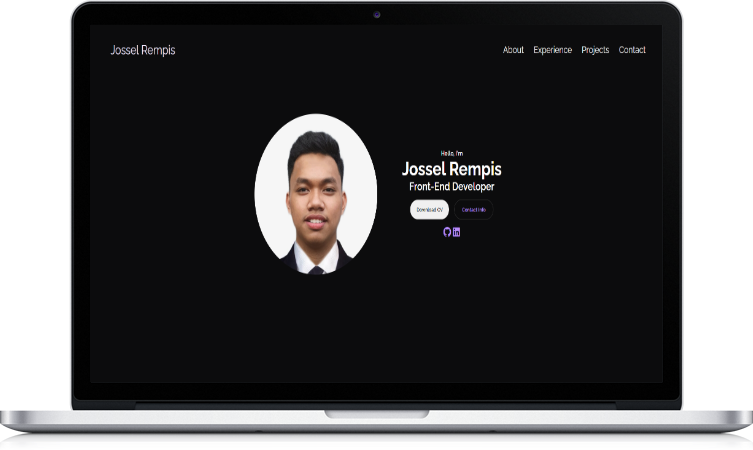 Jossel Rempis
About Experience Projects Contact
Hello, I'm
Jossel Rempis
Front-End Developer
Download CV Contact Info